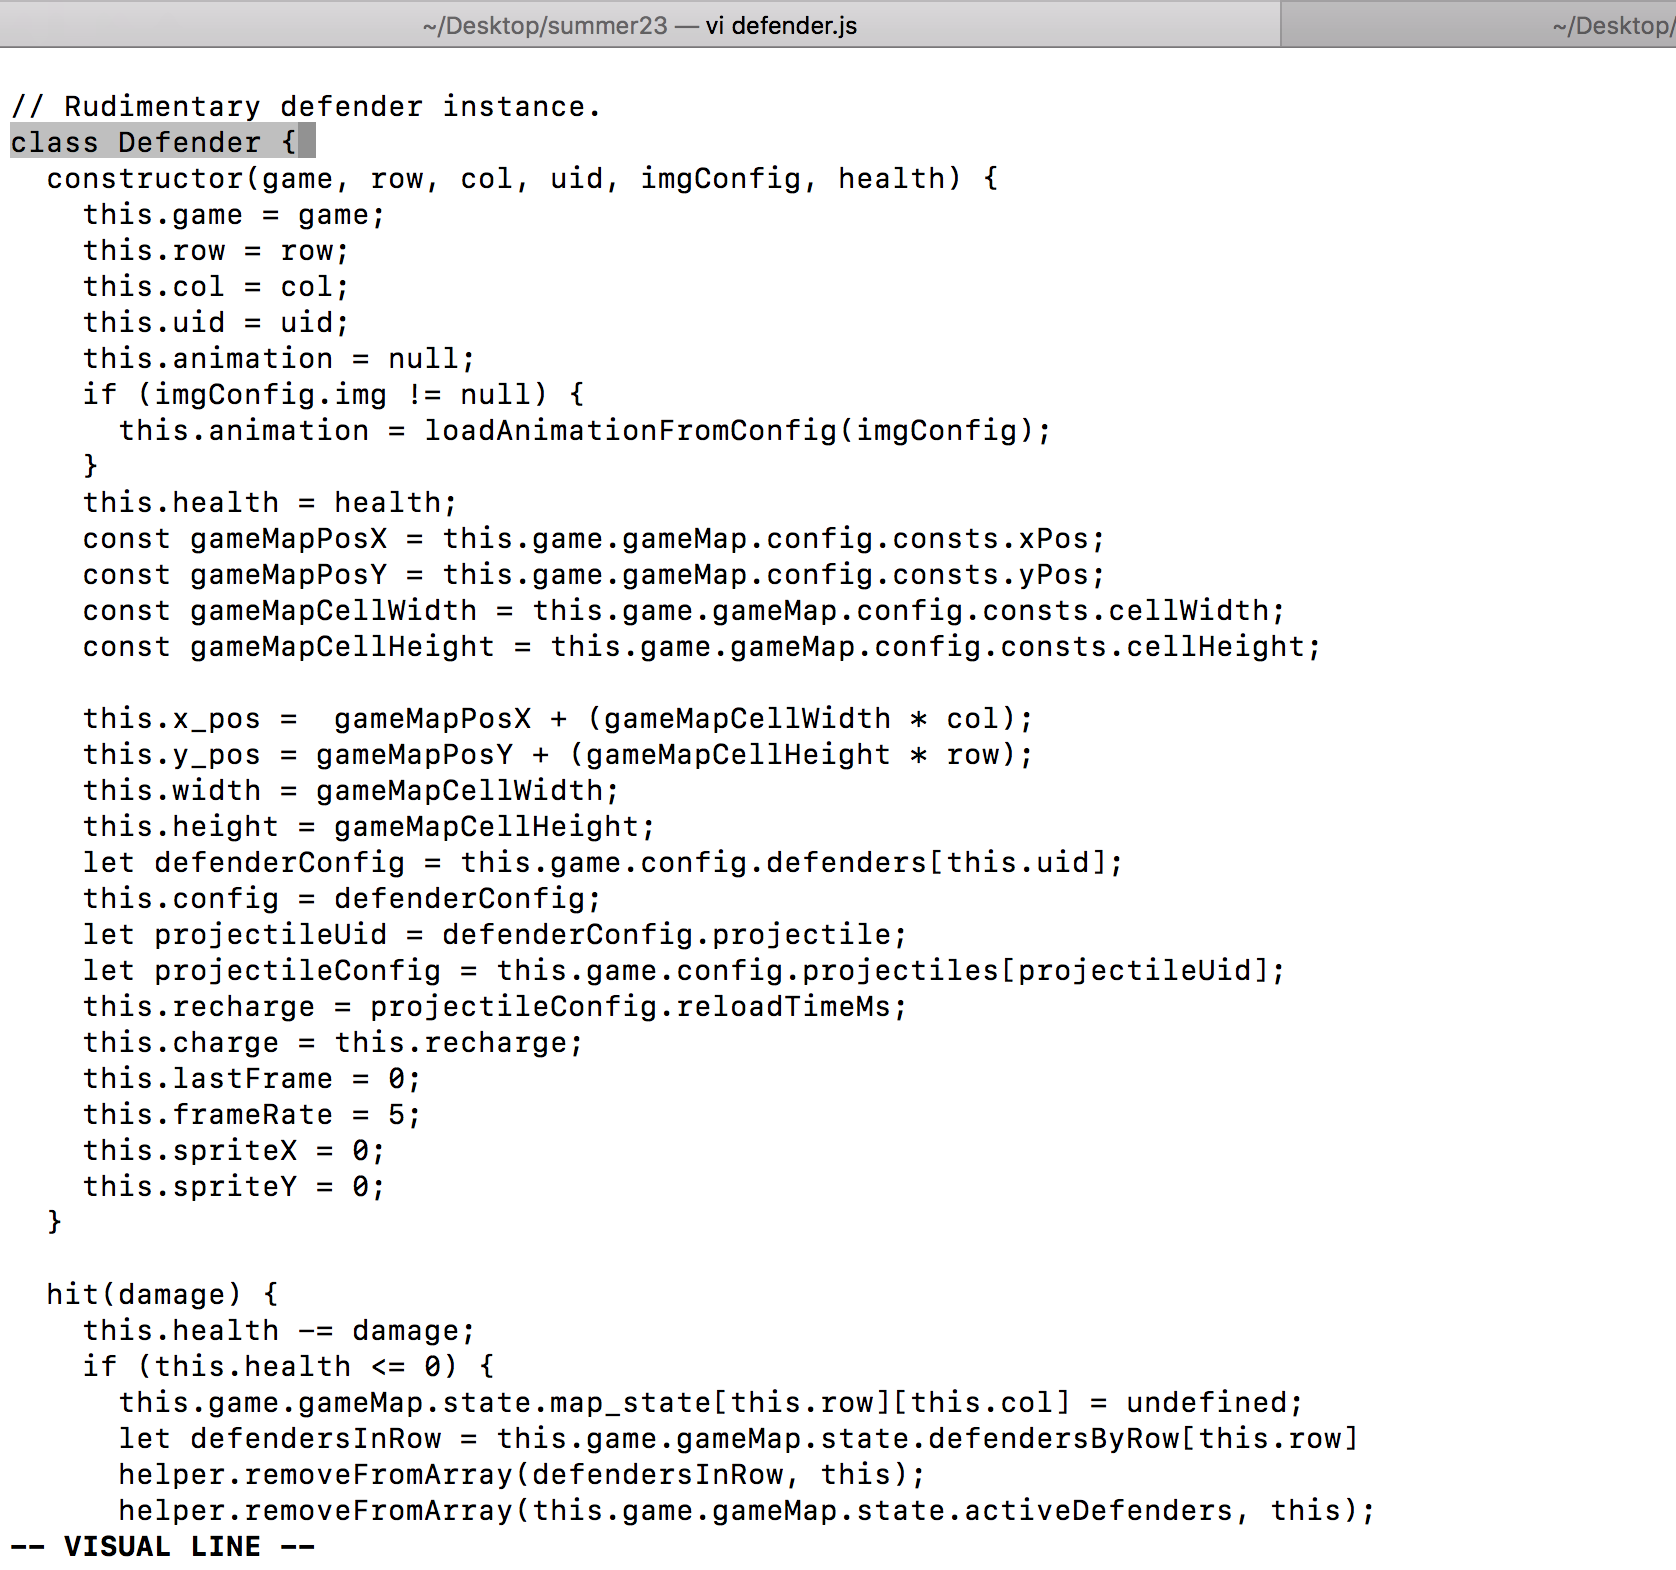 ~/Desktop/summer23 — vi defender.js
~/Desktop/
// Rudimentary defender instance.
class Defender {
  constructor(game, row, col, uid, imgConfig, health) {
    this.game = game;
    this.row = row;
    this.col = col;
    this.uid = uid;
    this.animation = null;
    if (imgConfig.img != null) {
      this.animation = loadAnimationFromConfig(imgConfig);
    }
    this.health = health;
    const gameMapPosX = this.game.gameMap.config.consts.xPos;
    const gameMapPosY = this.game.gameMap.config.consts.yPos;
    const gameMapCellWidth = this.game.gameMap.config.consts.cellWidth;
    const gameMapCellHeight = this.game.gameMap.config.consts.cellHeight;

    this.x_pos =  gameMapPosX + (gameMapCellWidth * col);
    this.y_pos = gameMapPosY + (gameMapCellHeight * row);
    this.width = gameMapCellWidth;
    this.height = gameMapCellHeight;
    let defenderConfig = this.game.config.defenders[this.uid];
    this.config = defenderConfig;
    let projectileUid = defenderConfig.projectile;
    let projectileConfig = this.game.config.projectiles[projectileUid];
    this.recharge = projectileConfig.reloadTimeMs;
    this.charge = this.recharge;
    this.lastFrame = 0;
    this.frameRate = 5;
    this.spriteX = 0;
    this.spriteY = 0;
  }

  hit(damage) {
    this.health -= damage;
    if (this.health <= 0) {
      this.game.gameMap.state.map_state[this.row][this.col] = undefined;
      let defendersInRow = this.game.gameMap.state.defendersByRow[this.row]
      helper.removeFromArray(defendersInRow, this);
      helper.removeFromArray(this.game.gameMap.state.activeDefenders, this);
-- VISUAL LINE --